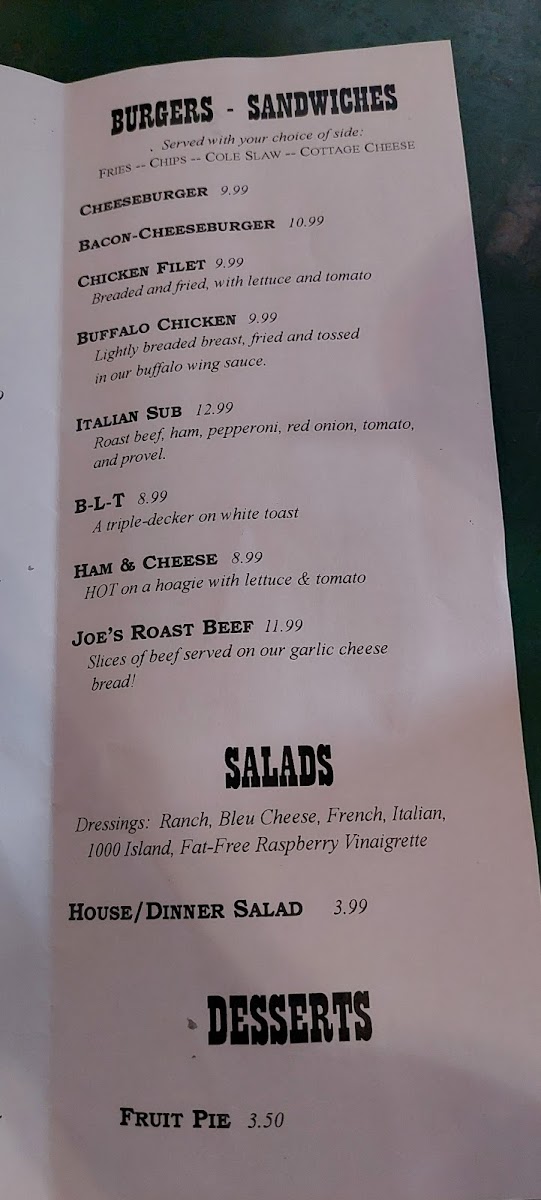 BURGERS - SANDWICHES
Served with your choice of side:
FRIES -- CHIPS -- COLE SLAW -- COTTAGE CHEESE
CHEESEBURGER 9.99
BACON-CHEESEBURGER 10.99
CHICKEN FILET 9.99
Breaded and fried, with lettuce and tomato
BUFFALO CHICKEN 9.99
Lightly breaded breast, fried and tossed
in our buffalo wing sauce.
ITALIAN SUB 12.99
Roast beef, ham, pepperoni, red onion, tomato,
and provel.
B-L-T 8.99
A triple-decker on white toast
HAM & CHEESE 8.99
HOT on a hoagie with lettuce & tomato
JOE'S ROAST BEEF 11.99
Slices of beef served on our garlic cheese
bread!
SALADS
Dressings: Ranch, Bleu Cheese, French, Italian,
1000 Island, Fat-Free Raspberry Vinaigrette
HOUSE/DINNER SALAD 3.99
DESSERTS
FRUIT PIE 3.50